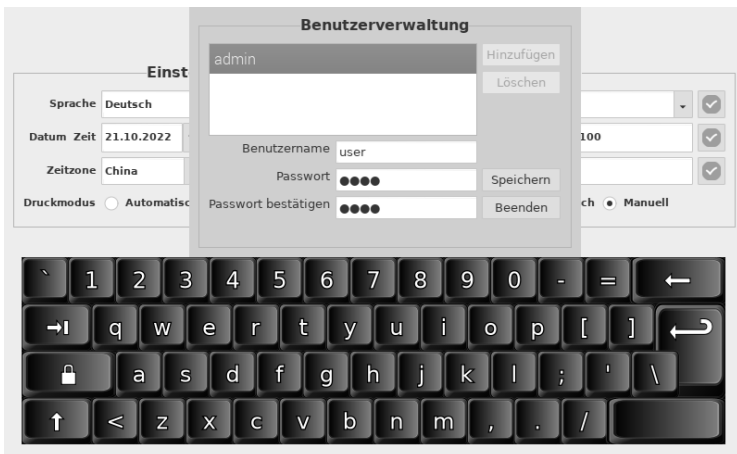 Benutzerverwaltung
admin
Hinzufügen
Löschen
Benutzername user
Passwort ●●●●
Speichern
Passwort bestätigen ●●●●
Beenden
Einst
Sprache Deutsch
Datum Zeit 21.10.2022
100
Zeitzone China
Druckmodus Automatisc
ch Manuell
` 1 2 3 4 5 6 7 8 9 0 - =
q w e r t y u i o p [ ]
a s d f g h j k l ; ' \
< z x c v b n m , . /